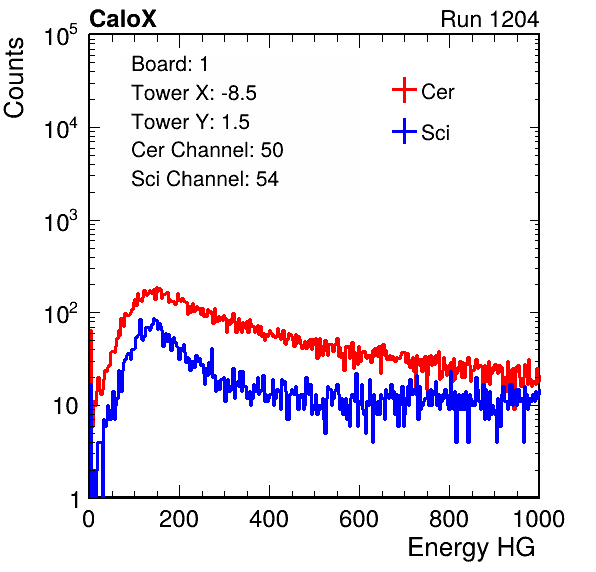 CaloX Run 1204
Counts
Board: 1
Tower X: -8.5
Tower Y: 1.5
Cer Channel: 50
Sci Channel: 54
Cer
Sci
10^5
10^4
10^3
10^2
10
1
0 200 400 600 800 1000
Energy HG